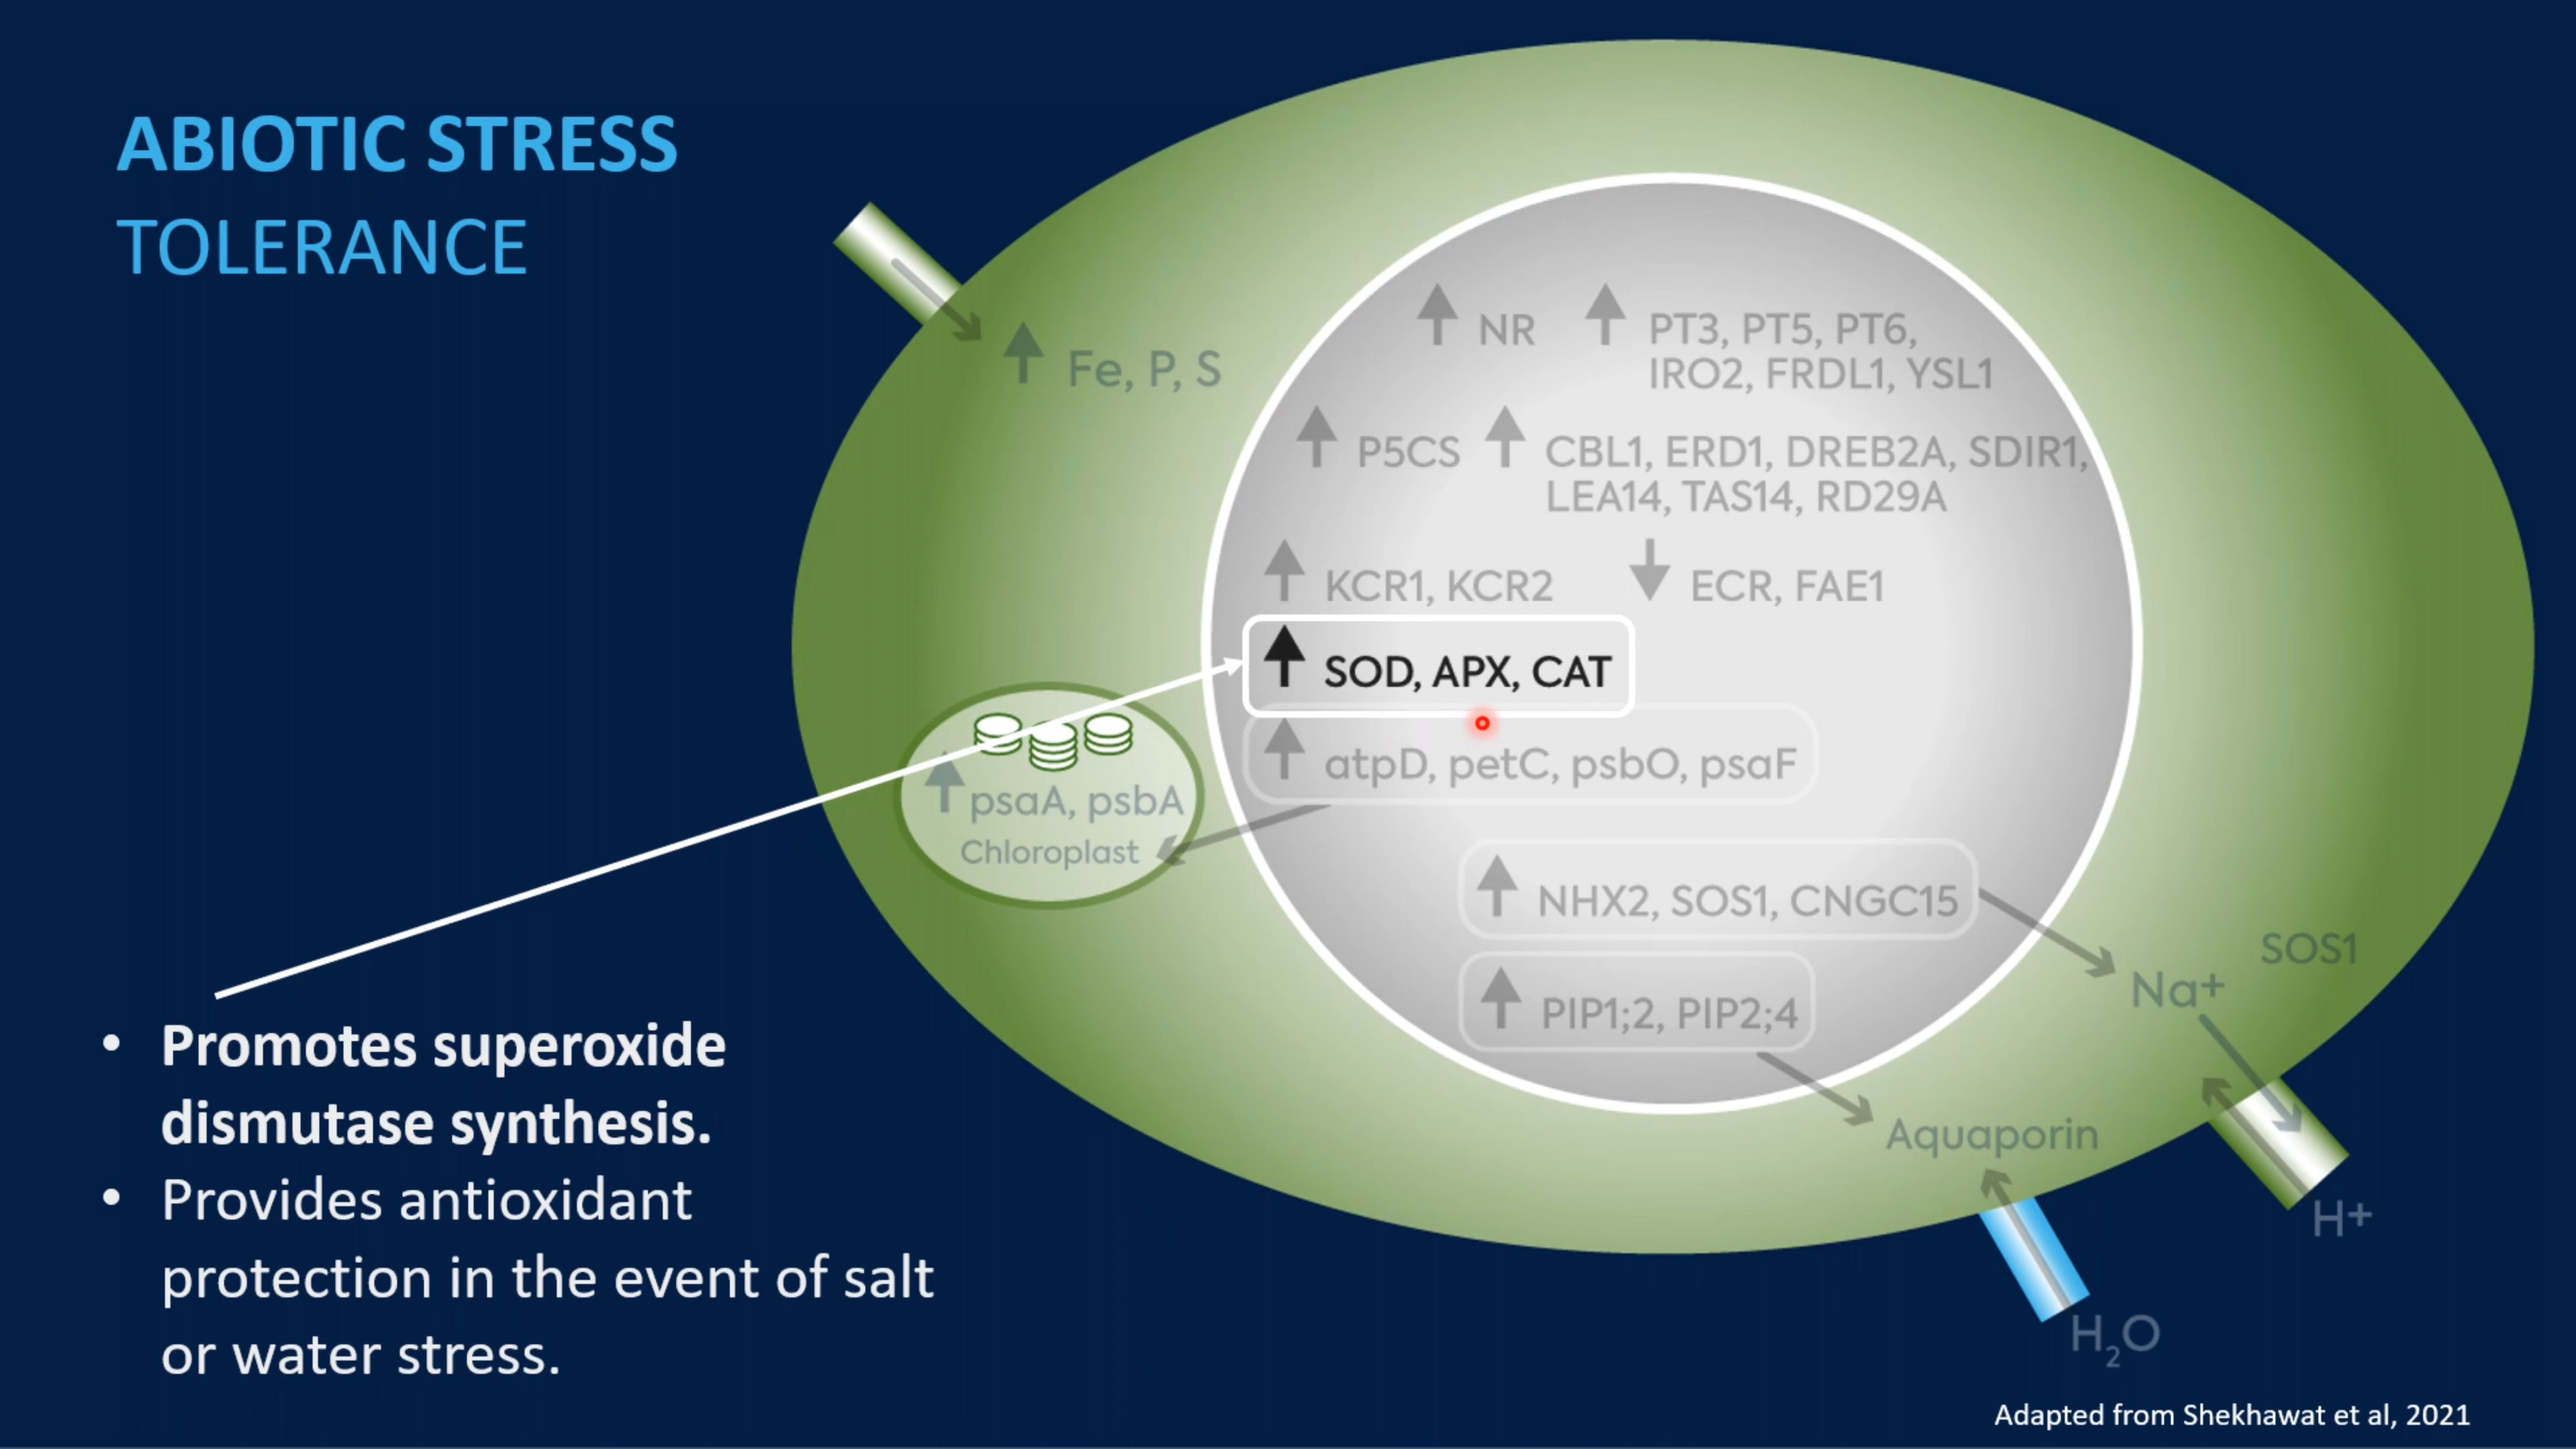 ABIOTIC STRESS
TOLERANCE
Fe, P, S
NR
PT3, PT5, PT6,
IRO2, FRDL1, YSL1
P5CS
CBL1, ERD1, DREB2A, SDIR1,
LEA14, TAS14, RD29A
KCR1, KCR2
ECR, FAE1
SOD, APX, CAT
atpD, petC, psbO, psaF
psaA, psbA
Chloroplast
NHX2, SOS1, CNGC15
SOS1
Na+
PIP1;2, PIP2;4
Aquaporin
H+
H₂O
• Promotes superoxide
dismutase synthesis.
• Provides antioxidant
protection in the event of salt
or water stress.
Adapted from Shekhawat et al, 2021